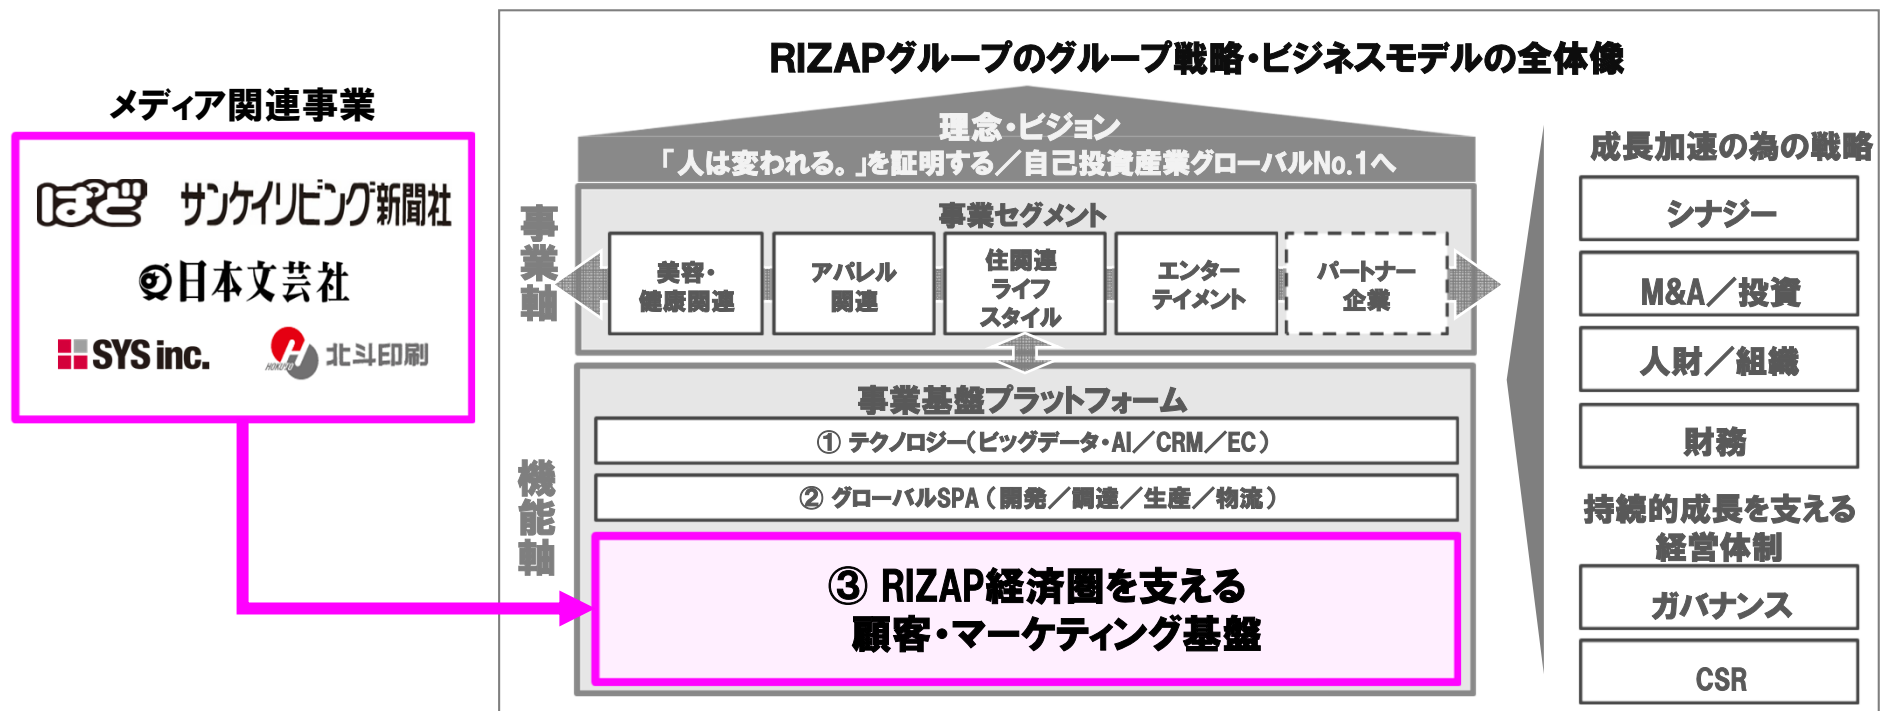 RIZAPグループのグループ戦略・ビジネスモデルの全体像
メディア関連事業
ぱど サンケイリビング新聞社
日本文芸社
SYS inc. HOKUTO 北斗印刷
理念・ビジョン
「人は変われる。」を証明する／自己投資産業グローバルNo.1へ
事業軸
事業セグメント
美容・
健康関連
アパレル
関連
住関連
ライフ
スタイル
エンター
テイメント
パートナー
企業
機能軸
事業基盤プラットフォーム
① テクノロジー（ビッグデータ・AI／CRM／EC）
② グローバルSPA（開発／調達／生産／物流）
③ RIZAP経済圏を支える
顧客・マーケティング基盤
成長加速の為の戦略
シナジー
M&A／投資
人財／組織
財務
持続的成長を支える
経営体制
ガバナンス
CSR